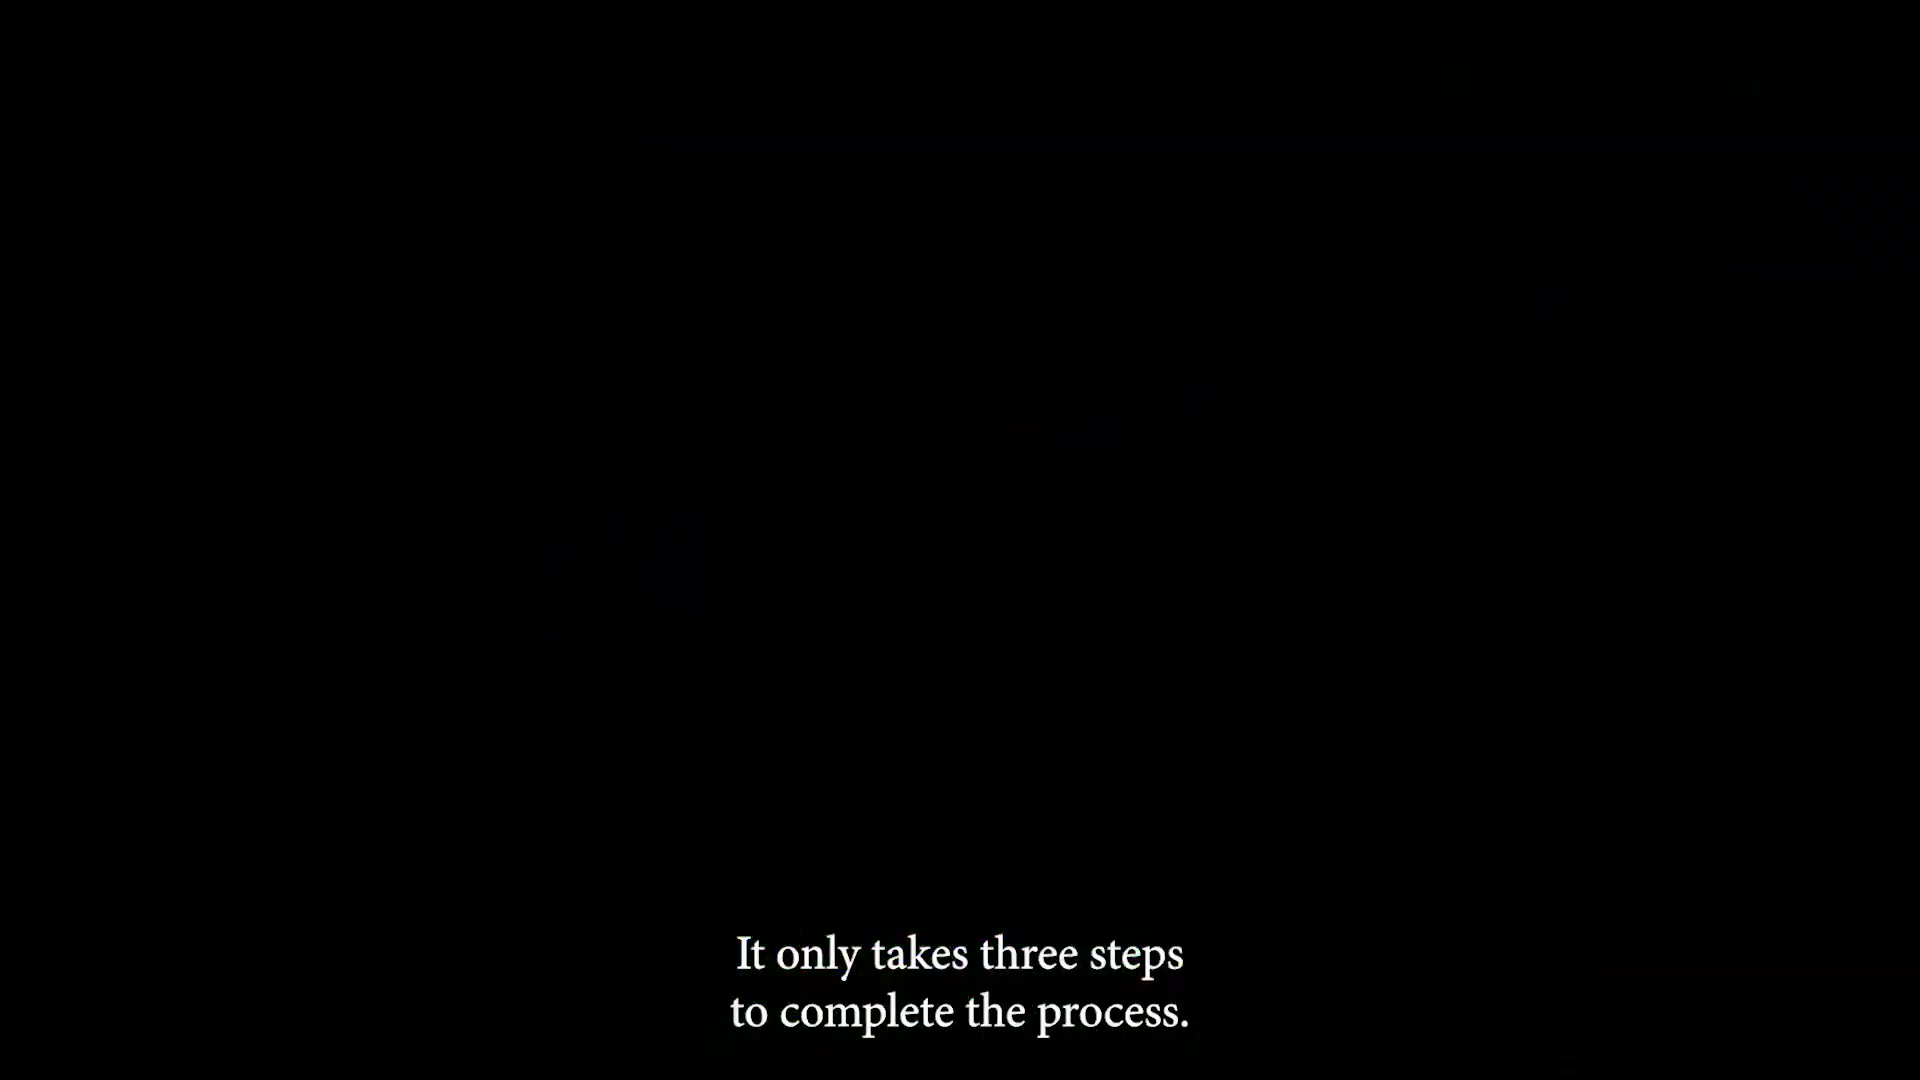 It only takes three steps
to complete the process.